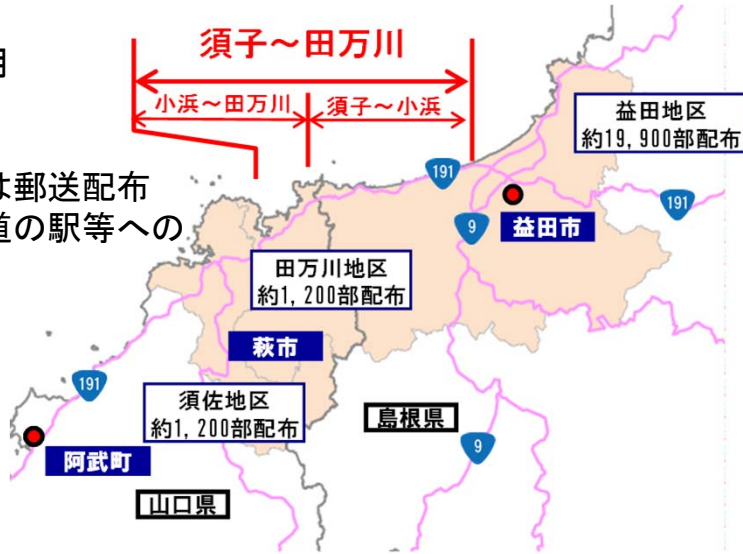 月
は郵送配布
道の駅等への
須子～田万川
小浜～田万川
須子～小浜
益田地区
約19,900部配布
191
191
9
益田市
田万川地区
約1,200部配布
萩市
191
須佐地区
約1,200部配布
島根県
9
阿武町
山口県